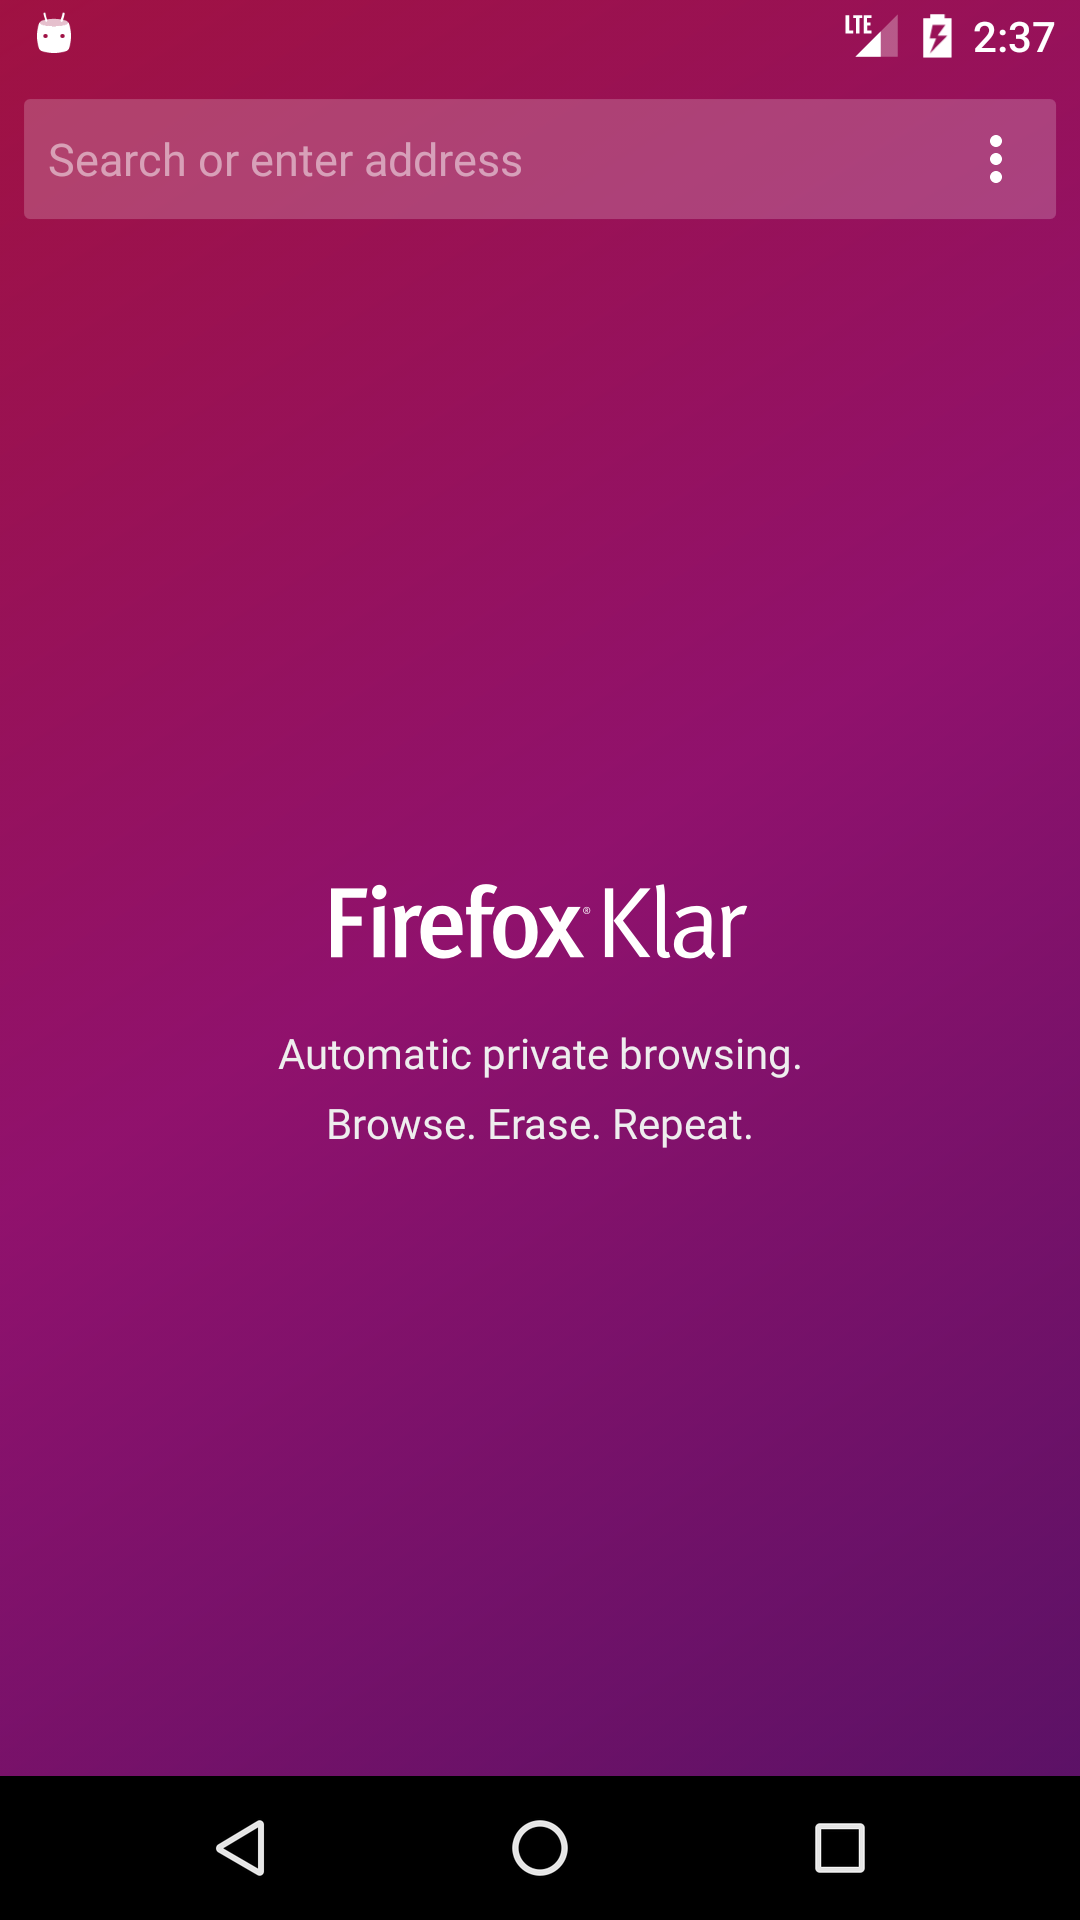 LTE 2:37
Search or enter address
Firefox® Klar
Automatic private browsing.
Browse. Erase. Repeat.